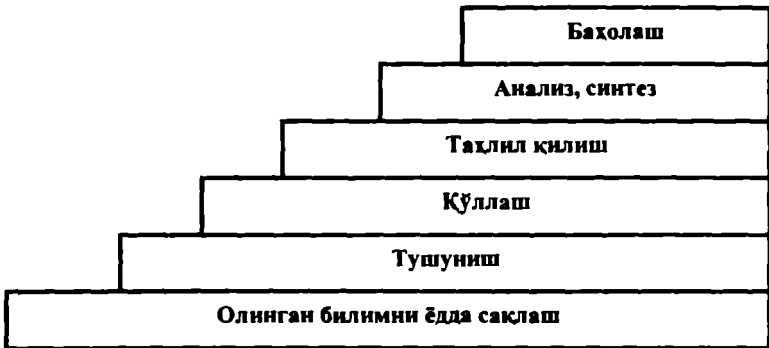 Баҳолаш
Анализ, синтез
Таҳлил қилиш
Қўллаш
Тушуниш
Олинган билимни ёдда сақлаш